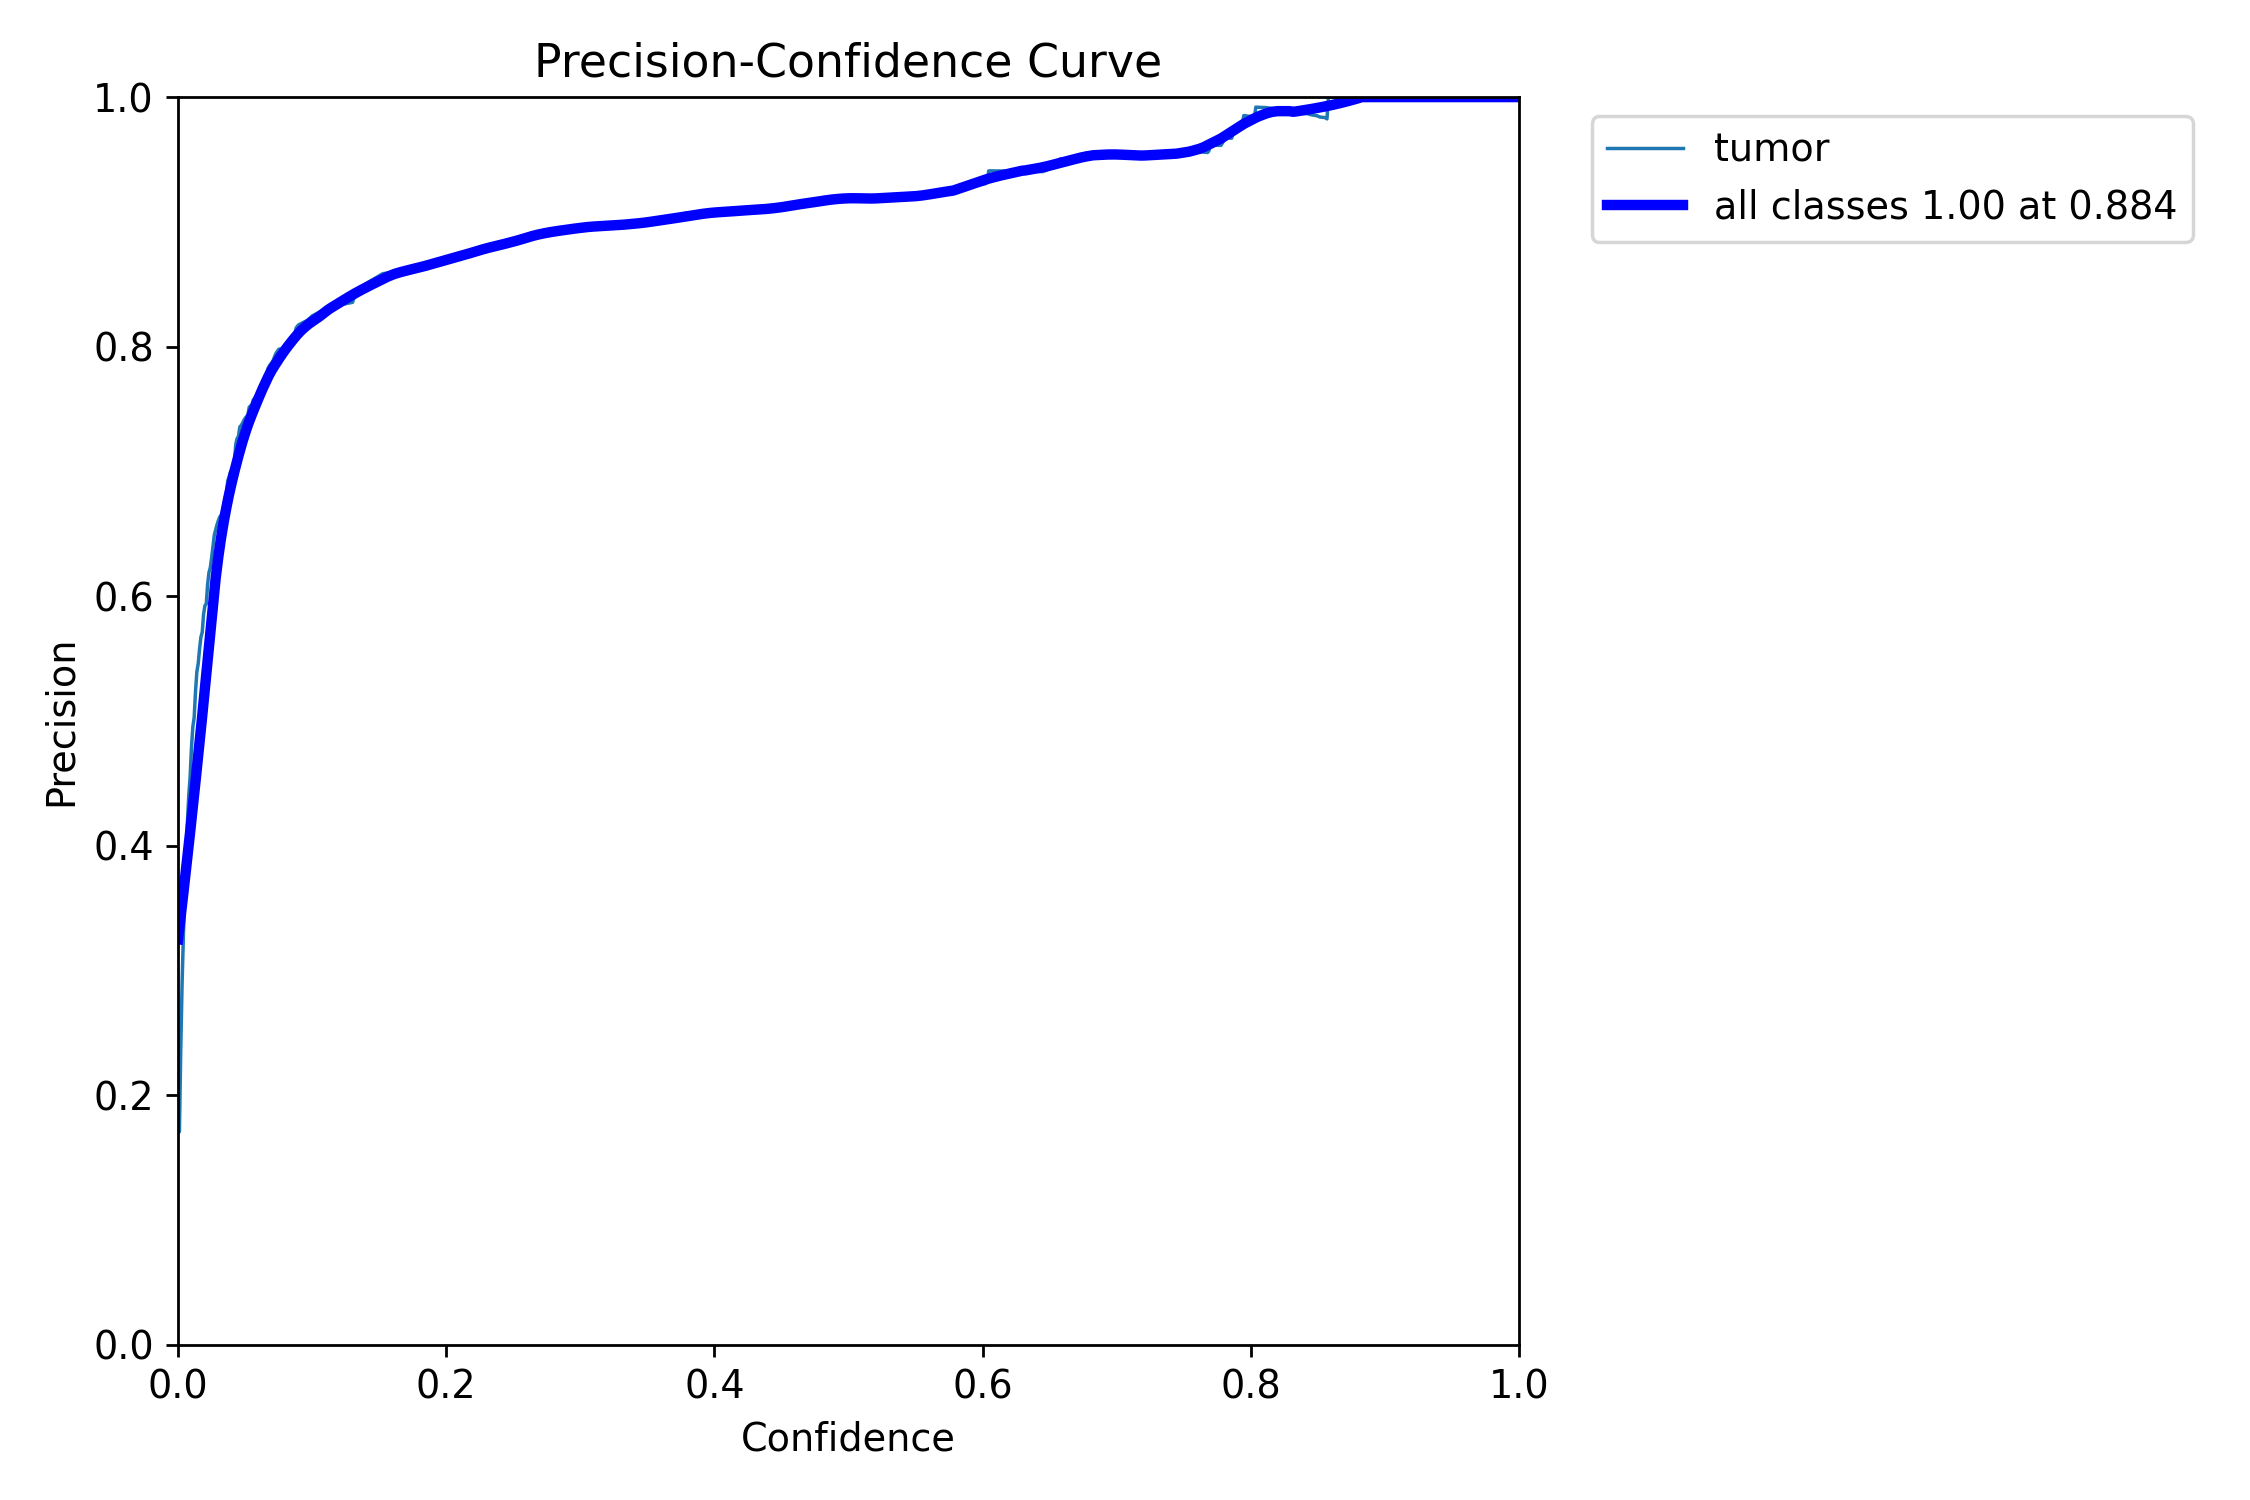 Precision-Confidence Curve
1.0
0.8
0.6
0.4
0.2
0.0
Precision
0.0 0.2 0.4 0.6 0.8 1.0
Confidence
tumor
all classes 1.00 at 0.884